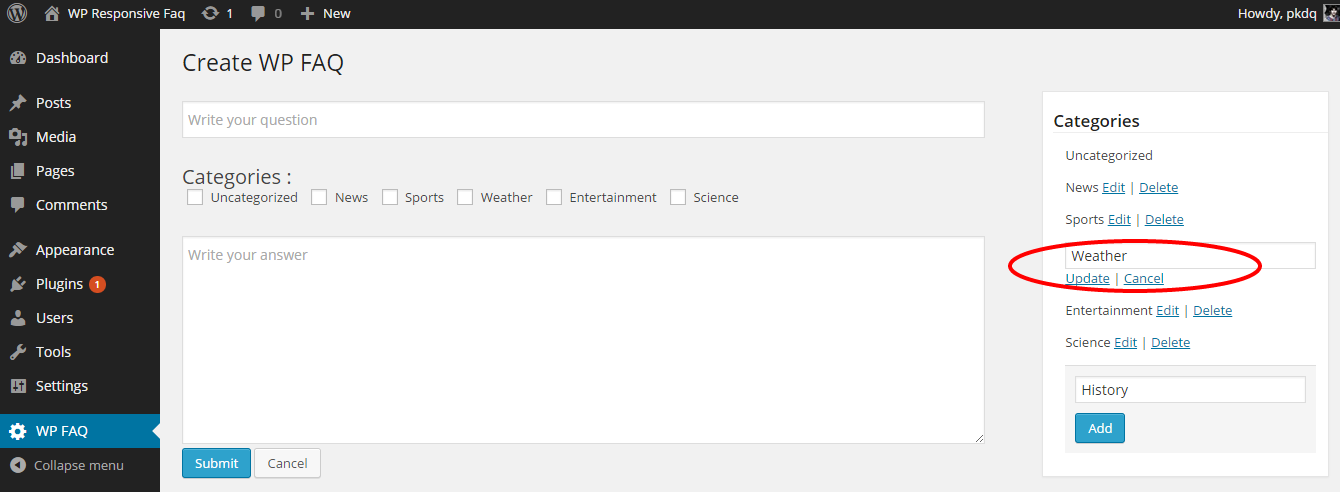 WP Responsive Faq 1 0 New Howdy, pkdq
Dashboard
Posts
Media
Pages
Comments
Appearance
Plugins 1
Users
Tools
Settings
WP FAQ
Collapse menu
Create WP FAQ
Write your question
Categories :
Uncategorized News Sports Weather Entertainment Science
Write your answer
Submit Cancel
Categories
Uncategorized
News Edit | Delete
Sports Edit | Delete
Weather
Update | Cancel
Entertainment Edit | Delete
Science Edit | Delete
History
Add